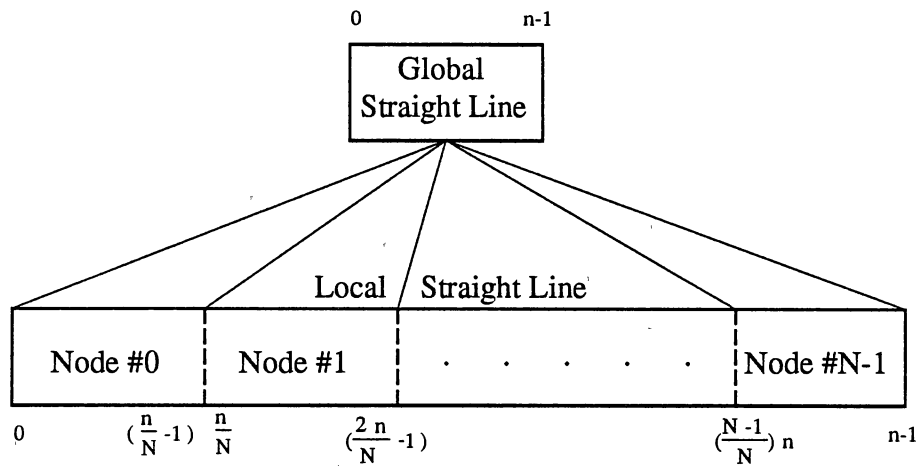 0 n-1
Global
Straight Line
Local Straight Line
Node #0 Node #1 . . . . . Node #N-1
0 (n/N -1) n/N (2n/N -1) (N-1/N) n n-1